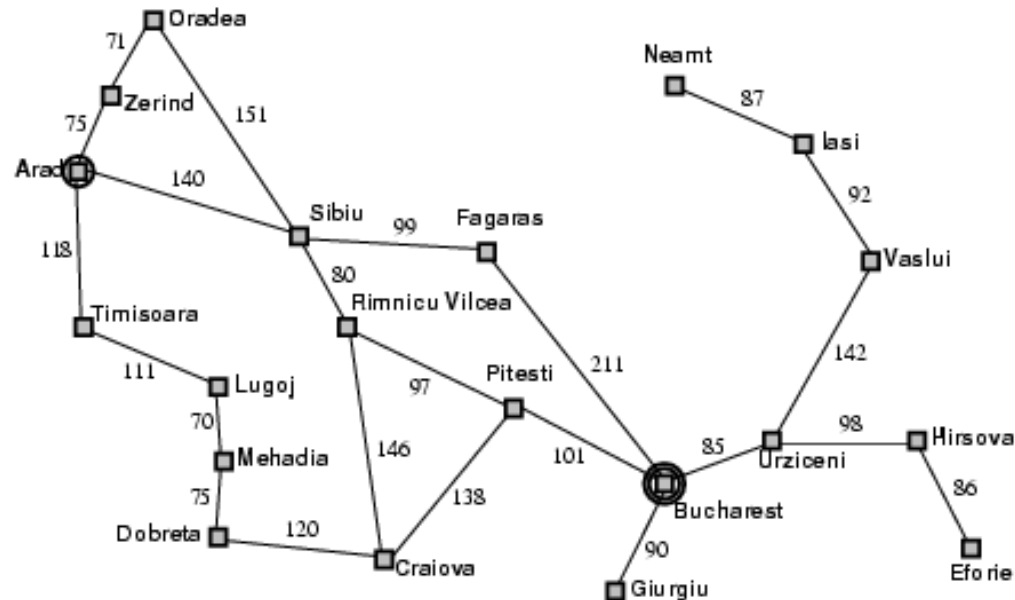 Oradea
71
Neamt
87
Zerind
151
75
Iasi
Arad
140
92
Sibiu
Fagaras
99
118
80
Vaslui
Timisoara
Rimnicu Vilcea
142
211
111
Lugoj
97
Pitesti
70
98
Hirsova
85
Urziceni
146
101
Mehadia
86
138
75
Bucharest
Dobreta
120
90
Craiova
Eforie
Giurgiu